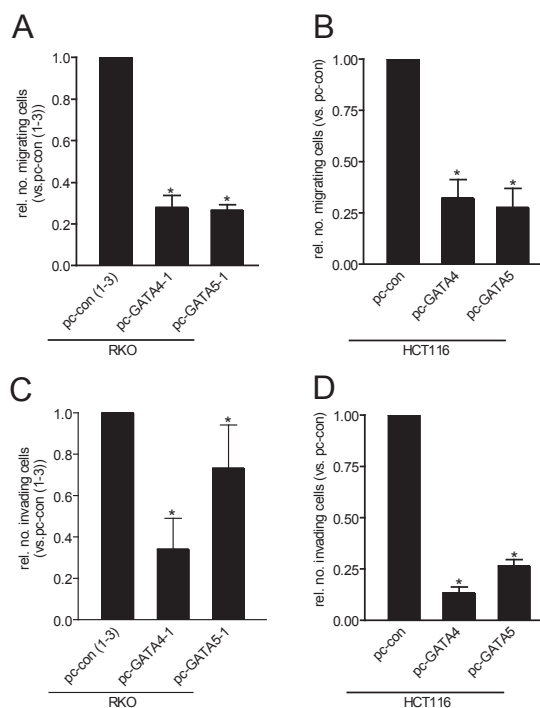 A
rel. no. migrating cells
(vs.pc-con (1-3))
1.0
0.8
0.6
0.4
0.2
0.0
*
*
pc-con (1-3)
pc-GATA4-1
pc-GATA5-1
RKO
B
rel. no. migrating cells (vs. pc-con)
1.00
0.75
0.50
0.25
0.00
*
*
pc-con
pc-GATA4
pc-GATA5
HCT116
C
rel. no. invading cells
(vs.pc-con (1-3))
1.0
0.8
0.6
0.4
0.2
0.0
*
*
pc-con (1-3)
pc-GATA4-1
pc-GATA5-1
RKO
D
rel. no. invading cells (vs. pc-con)
1.00
0.75
0.50
0.25
0.00
*
*
pc-con
pc-GATA4
pc-GATA5
HCT116